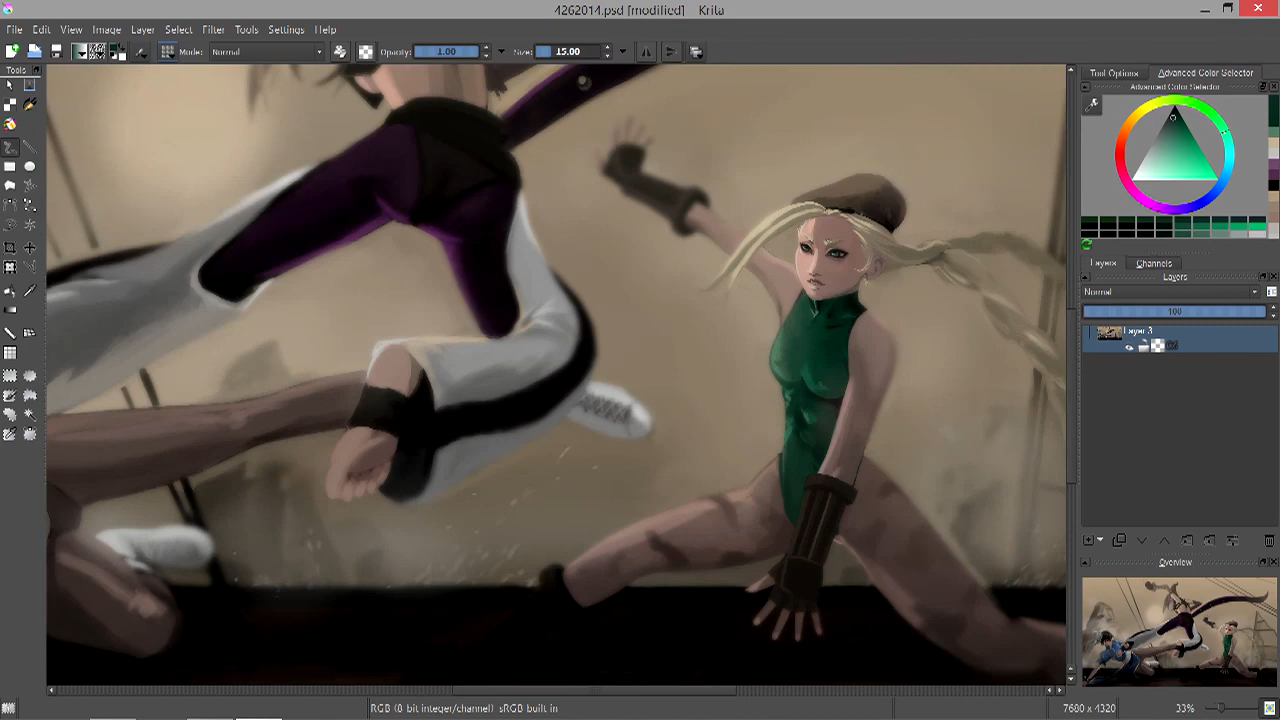 4262014.psd [modified] - Krita
File Edit View Image Layer Select Filter Tools Settings Help
Mode: Normal Opacity: 1.00 Size: 15.00
Tools
Tool Options Advanced Color Selector
Advanced Color Selector
Layers Channels
Layers
Normal
100
Layer 3
Overview
RGB (8 bit integer/channel) sRGB built in 7680 x 4320 33%